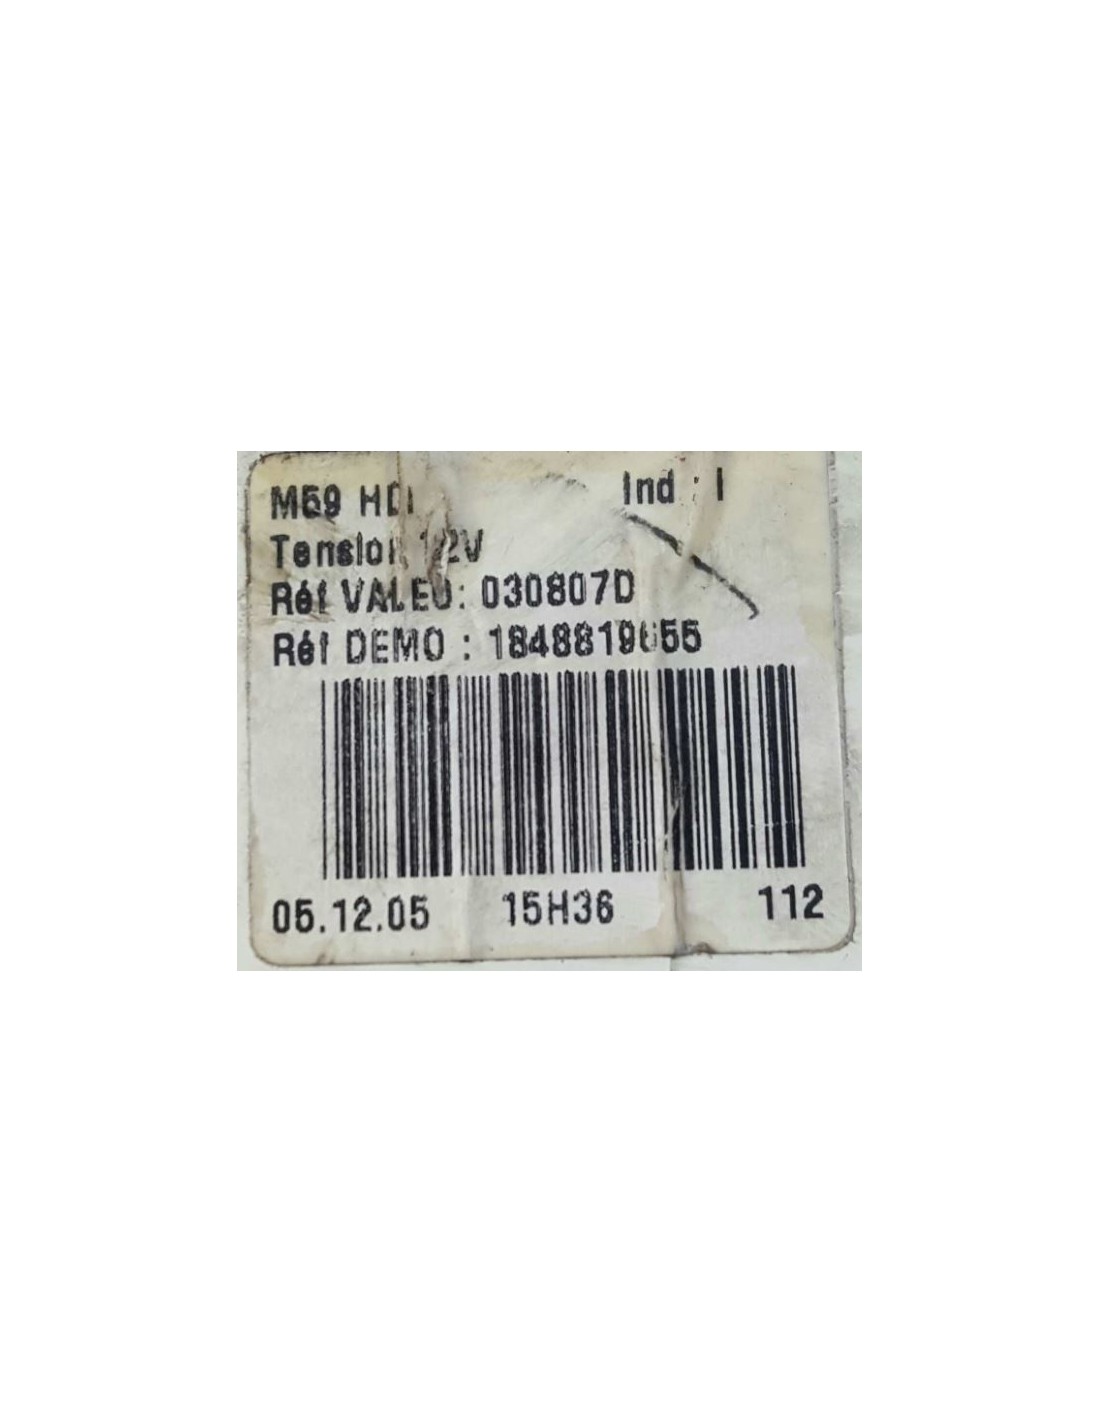 M59 HDI
Ind : I
Tension 12V
Réf VALEO: 030807D
Réf DEMO : 1848819655
05.12.05 15H36 112